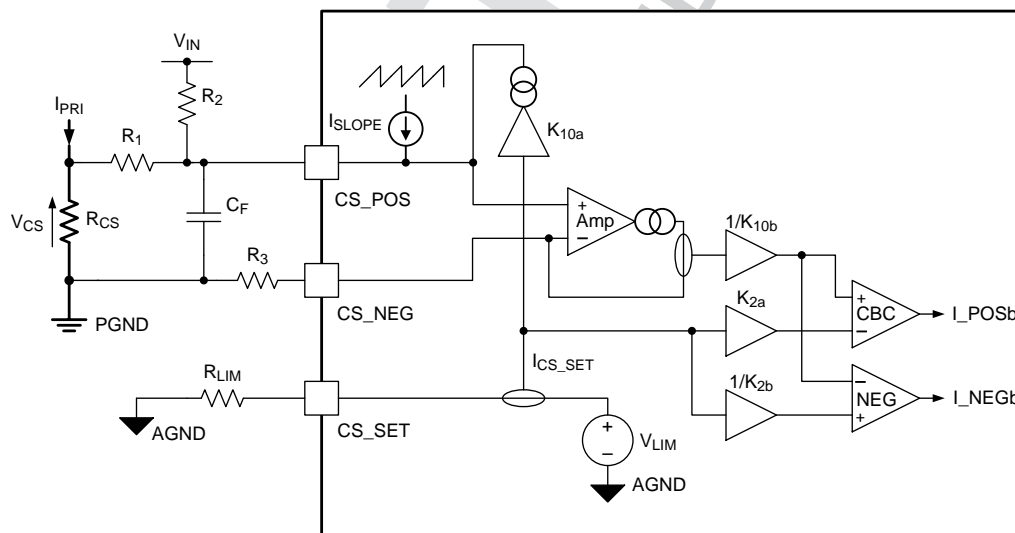 V_IN
R_2
I_PRI
R_1
I_SLOPE
K_10a
CS_POS
V_CS
R_CS
C_F
+
Amp
−
1/K_10b
R_3
K_2a
+
CBC
−
I_POSb
PGND
CS_NEG
I_CS_SET
R_LIM
1/K_2b
−
NEG
+
I_NEGb
AGND
CS_SET
+
−
V_LIM
AGND